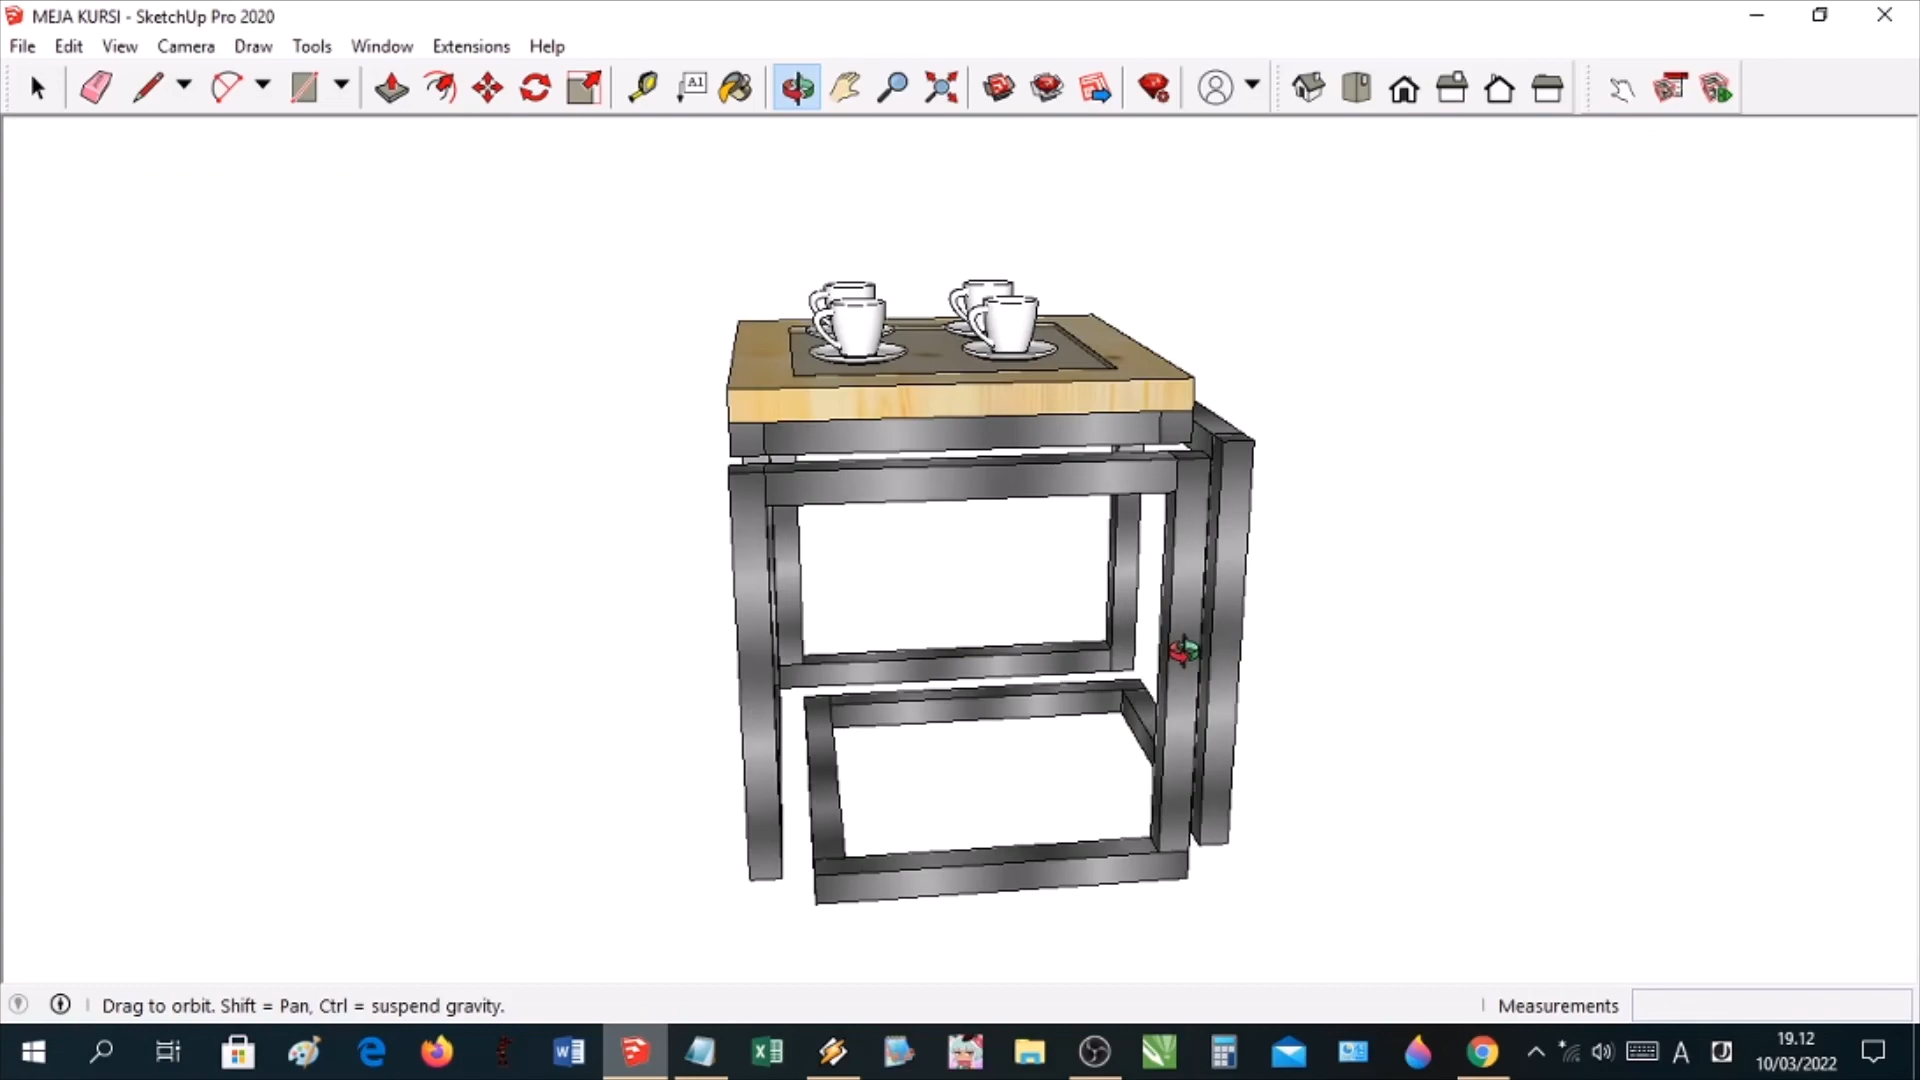 MEJA KURSI - SketchUp Pro 2020
File Edit View Camera Draw Tools Window Extensions Help
A1
Drag to orbit. Shift = Pan, Ctrl = suspend gravity.
Measurements
A
19.12
10/03/2022